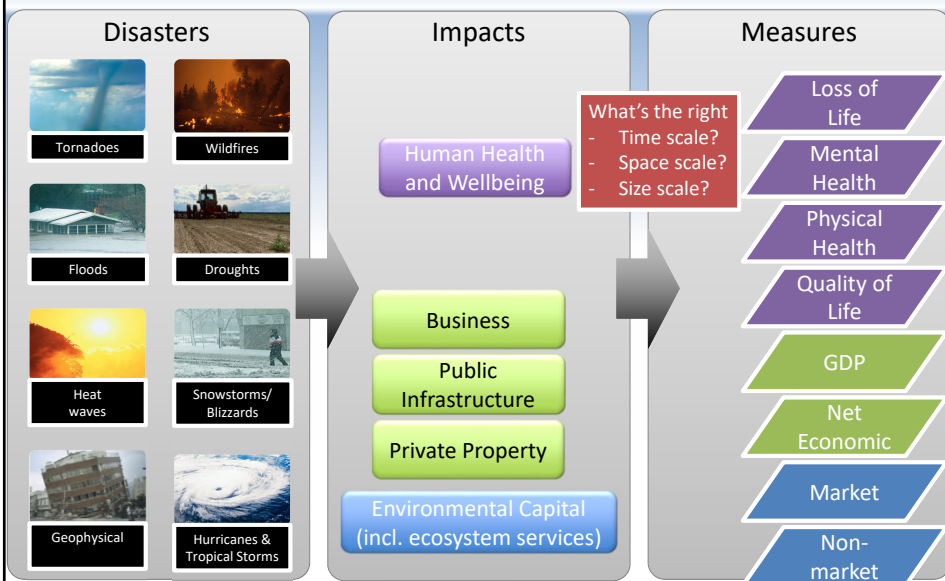 Disasters
Tornadoes
Wildfires
Floods
Droughts
Heat
waves
Snowstorms/
Blizzards
Geophysical
Hurricanes &
Tropical Storms
Impacts
Human Health
and Wellbeing
Business
Public
Infrastructure
Private Property
Environmental Capital
(incl. ecosystem services)
What's the right
- Time scale?
- Space scale?
- Size scale?
Measures
Loss of
Life
Mental
Health
Physical
Health
Quality of
Life
GDP
Net
Economic
Market
Non-
market